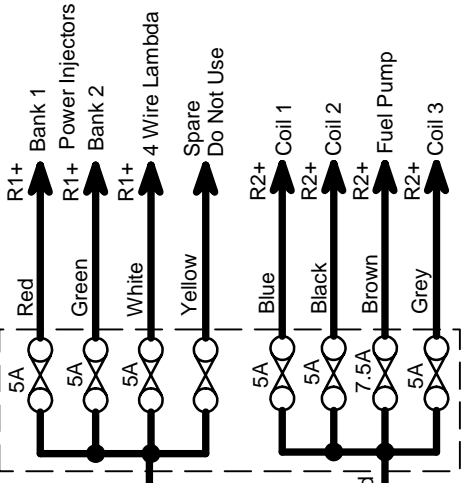 R1+
Bank 1
Power Injectors
R1+
Bank 2
R1+
4 Wire Lambda
Spare
Do Not Use
R2+
Coil 1
R2+
Coil 2
R2+
Fuel Pump
R2+
Coil 3
Red
Green
White
Yellow
Blue
Black
Brown
Grey
5A
5A
5A
5A
5A
7.5A
5A